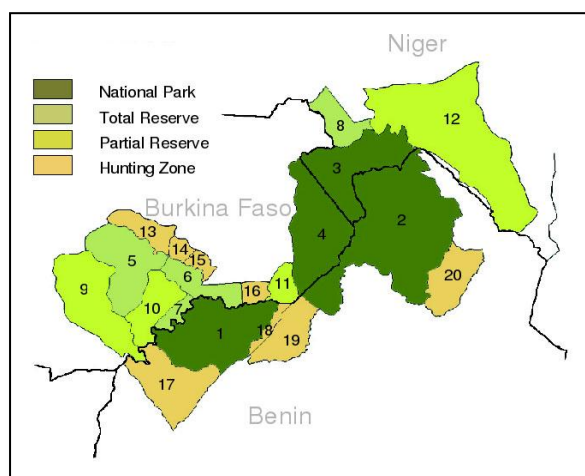 Niger
National Park
Total Reserve
Partial Reserve
Hunting Zone
8
12
3
Burkina Faso
13
2
4
14
5
15
6
20
9
16
11
10
7
1
18
19
17
Benin